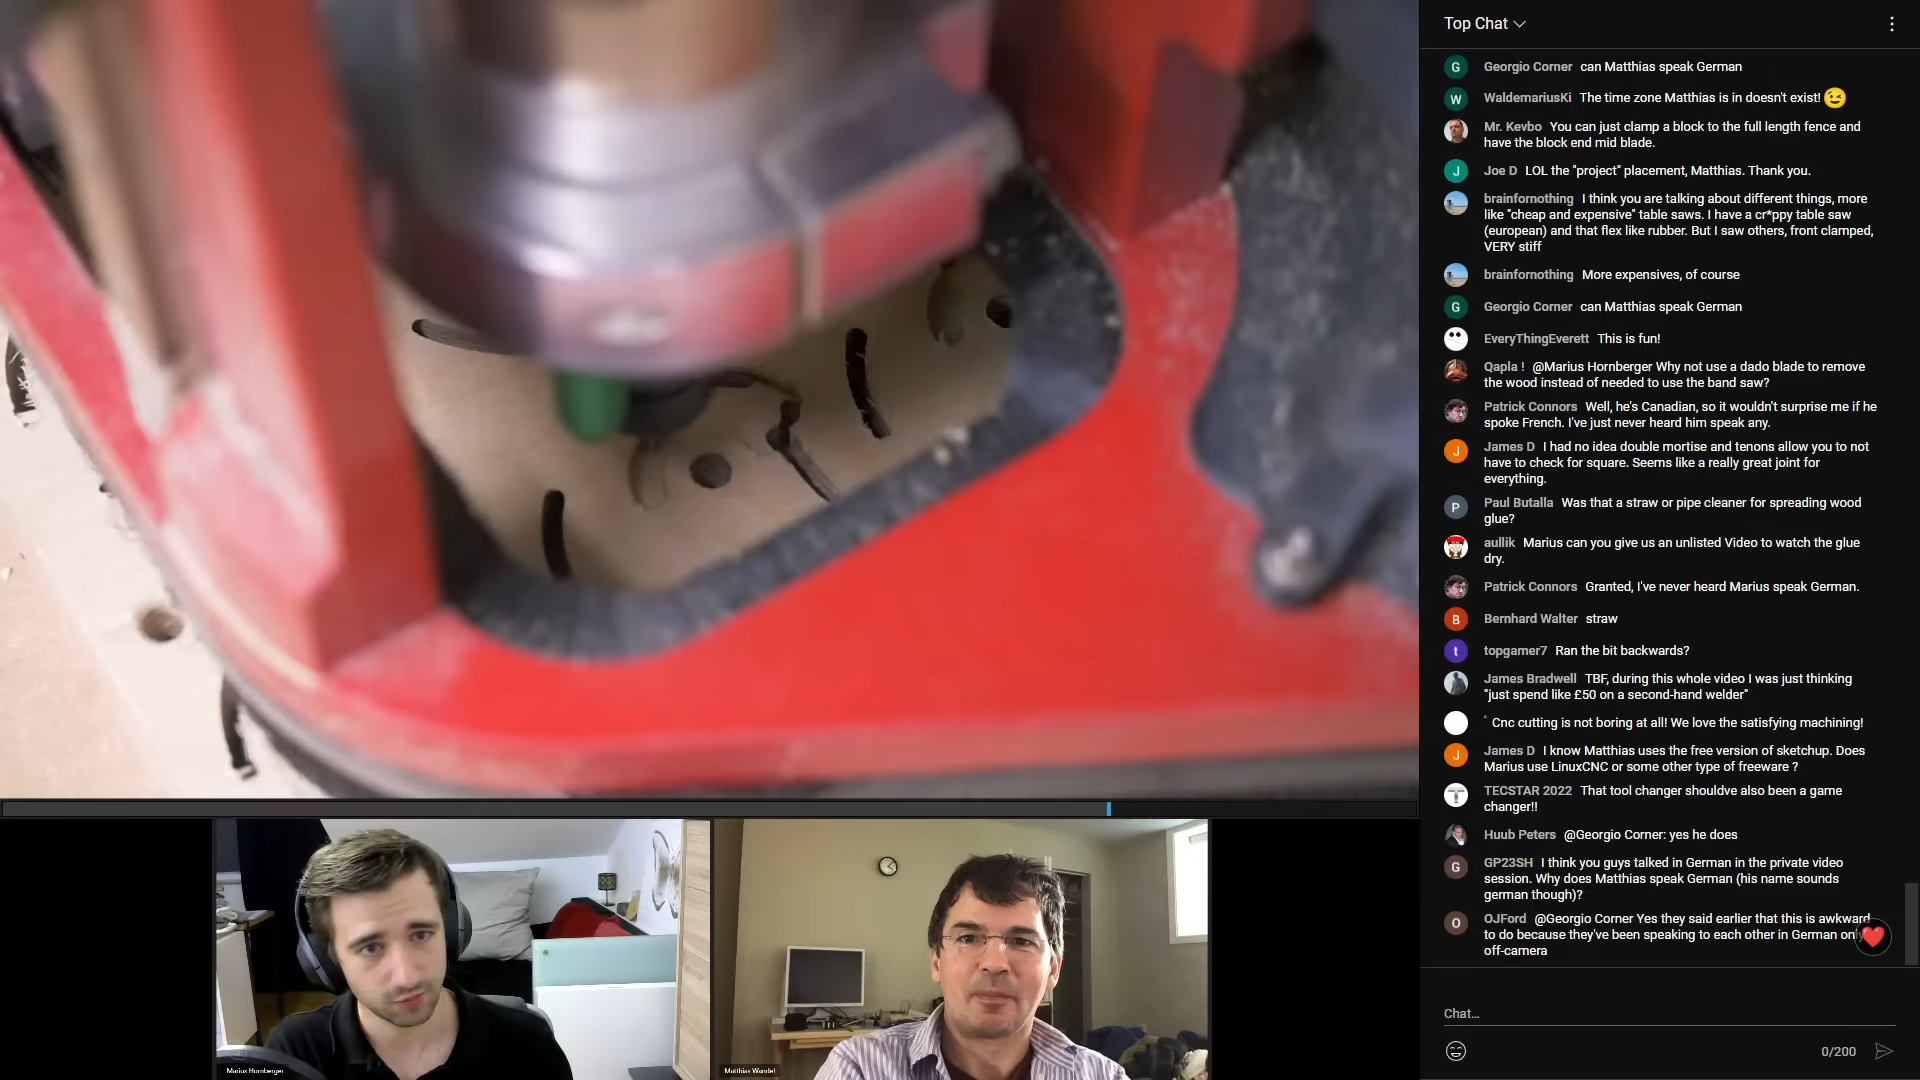 Top Chat
G Georgio Corner can Matthias speak German
W WaldemariusKi The time zone Matthias is in doesn't exist!
Mr. Kevbo You can just clamp a block to the full length fence and
have the block end mid blade.
J Joe D LOL the "project" placement, Matthias. Thank you.
brainfornothing I think you are talking about different things, more
like "cheap and expensive" table saws. I have a cr*ppy table saw
(european) and that flex like rubber. But I saw others, front clamped,
VERY stiff
brainfornothing More expensives, of course
G Georgio Corner can Matthias speak German
EveryThingEverett This is fun!
Qapla ! @Marius Hornberger Why not use a dado blade to remove
the wood instead of needed to use the band saw?
Patrick Connors Well, he's Canadian, so it wouldn't surprise me if he
spoke French. I've just never heard him speak any.
J James D I had no idea double mortise and tenons allow you to not
have to check for square. Seems like a really great joint for
everything.
P Paul Butalla Was that a straw or pipe cleaner for spreading wood
glue?
aullik Marius can you give us an unlisted Video to watch the glue
dry.
Patrick Connors Granted, I've never heard Marius speak German.
B Bernhard Walter straw
t topgamer7 Ran the bit backwards?
James Bradwell TBF, during this whole video I was just thinking
"just spend like £50 on a second-hand welder"
Cnc cutting is not boring at all! We love the satisfying machining!
J James D I know Matthias uses the free version of sketchup. Does
Marius use LinuxCNC or some other type of freeware ?
TECSTAR 2022 That tool changer shouldve also been a game
changer!!
Huub Peters @Georgio Corner: yes he does
G GP23SH I think you guys talked in German in the private video
session. Why does Matthias speak German (his name sounds
german though)?
O OJFord @Georgio Corner Yes they said earlier that this is awkward
to do because they've been speaking to each other in German only
off-camera
Chat...
0/200
Marius Hornberger
Matthias Wandel